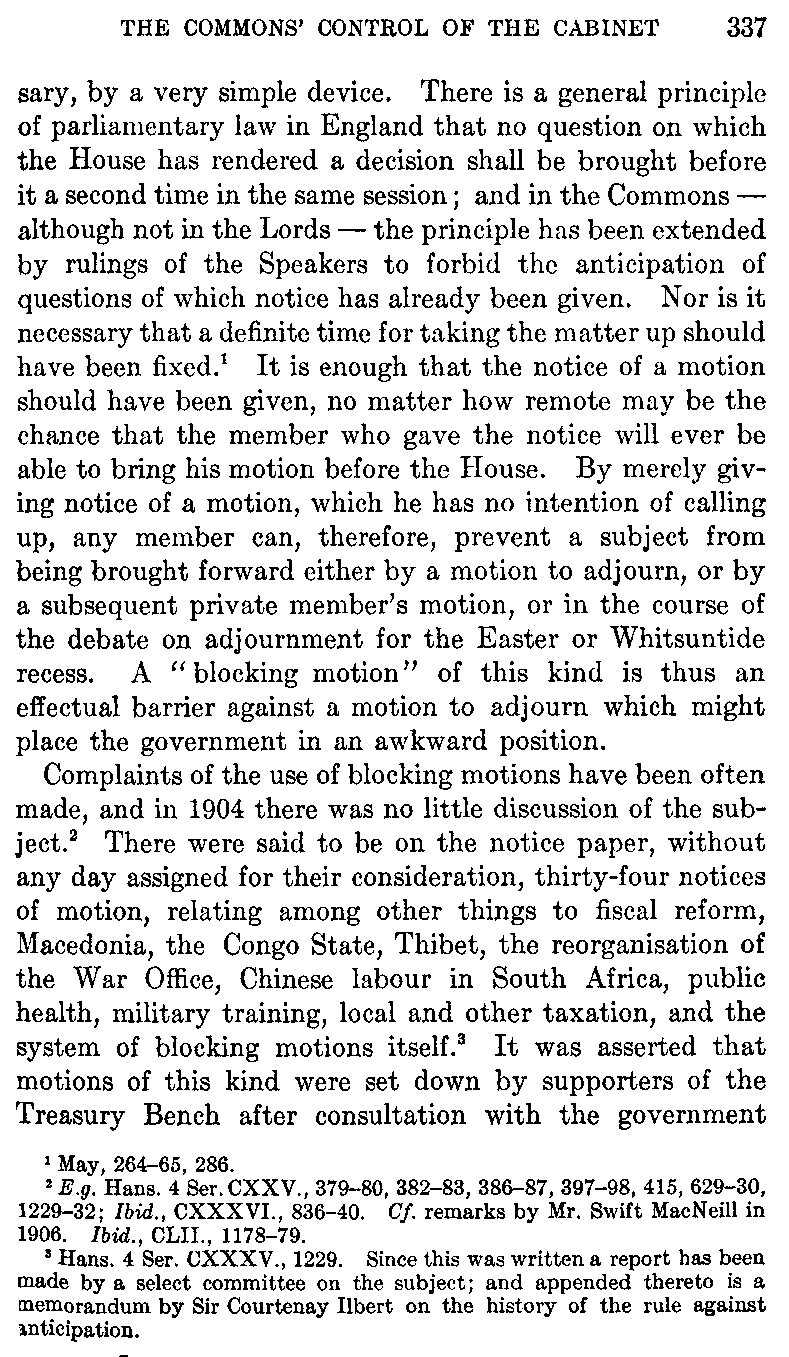 THE COMMONS' CONTROL OF THE CABINET 337
sary, by a very simple device. There is a general principle
of parliamentary law in England that no question on which
the House has rendered a decision shall be brought before
it a second time in the same session; and in the Commons —
although not in the Lords — the principle has been extended
by rulings of the Speakers to forbid the anticipation of
questions of which notice has already been given. Nor is it
necessary that a definite time for taking the matter up should
have been fixed.¹ It is enough that the notice of a motion
should have been given, no matter how remote may be the
chance that the member who gave the notice will ever be
able to bring his motion before the House. By merely giv-
ing notice of a motion, which he has no intention of calling
up, any member can, therefore, prevent a subject from
being brought forward either by a motion to adjourn, or by
a subsequent private member's motion, or in the course of
the debate on adjournment for the Easter or Whitsuntide
recess. A "blocking motion" of this kind is thus an
effectual barrier against a motion to adjourn which might
place the government in an awkward position.
Complaints of the use of blocking motions have been often
made, and in 1904 there was no little discussion of the sub-
ject.² There were said to be on the notice paper, without
any day assigned for their consideration, thirty-four notices
of motion, relating among other things to fiscal reform,
Macedonia, the Congo State, Thibet, the reorganisation of
the War Office, Chinese labour in South Africa, public
health, military training, local and other taxation, and the
system of blocking motions itself.³ It was asserted that
motions of this kind were set down by supporters of the
Treasury Bench after consultation with the government
¹ May, 264–65, 286.
² E.g. Hans. 4 Ser. CXXV., 379–80, 382–83, 386–87, 397–98, 415, 629–30,
1229–32; Ibid., CXXXVI., 836–40. Cf. remarks by Mr. Swift MacNeill in
1906. Ibid., CLII., 1178–79.
³ Hans. 4 Ser. CXXXV., 1229. Since this was written a report has been
made by a select committee on the subject; and appended thereto is a
memorandum by Sir Courtenay Ilbert on the history of the rule against
anticipation.